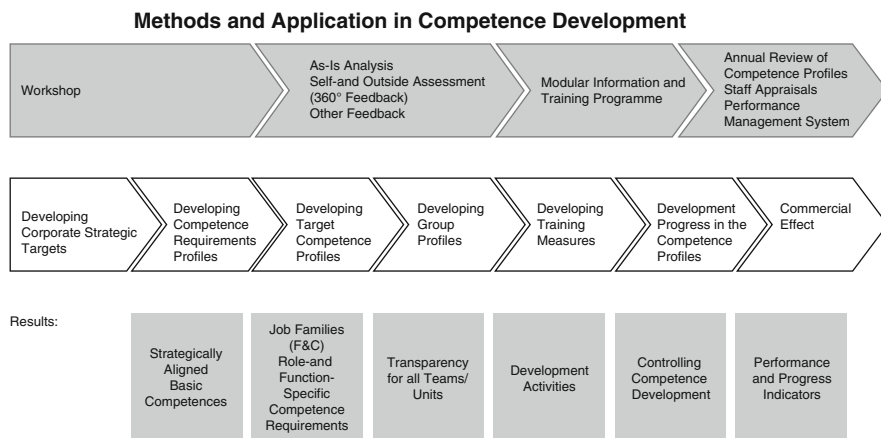 Methods and Application in Competence Development
Workshop
As-Is Analysis
Self-and Outside Assessment
(360° Feedback)
Other Feedback
Modular Information and
Training Programme
Annual Review of
Competence Profiles
Staff Appraisals
Performance
Management System
Developing
Corporate Strategic
Targets
Developing
Competence
Requirements
Profiles
Developing
Target
Competence
Profiles
Developing
Group
Profiles
Developing
Training
Measures
Development
Progress in the
Competence
Profiles
Commercial
Effect
Results:
Strategically
Aligned
Basic
Competences
Job Families
(F&C)
Role-and
Function-
Specific
Competence
Requirements
Transparency
for all Teams/
Units
Development
Activities
Controlling
Competence
Development
Performance
and Progress
Indicators